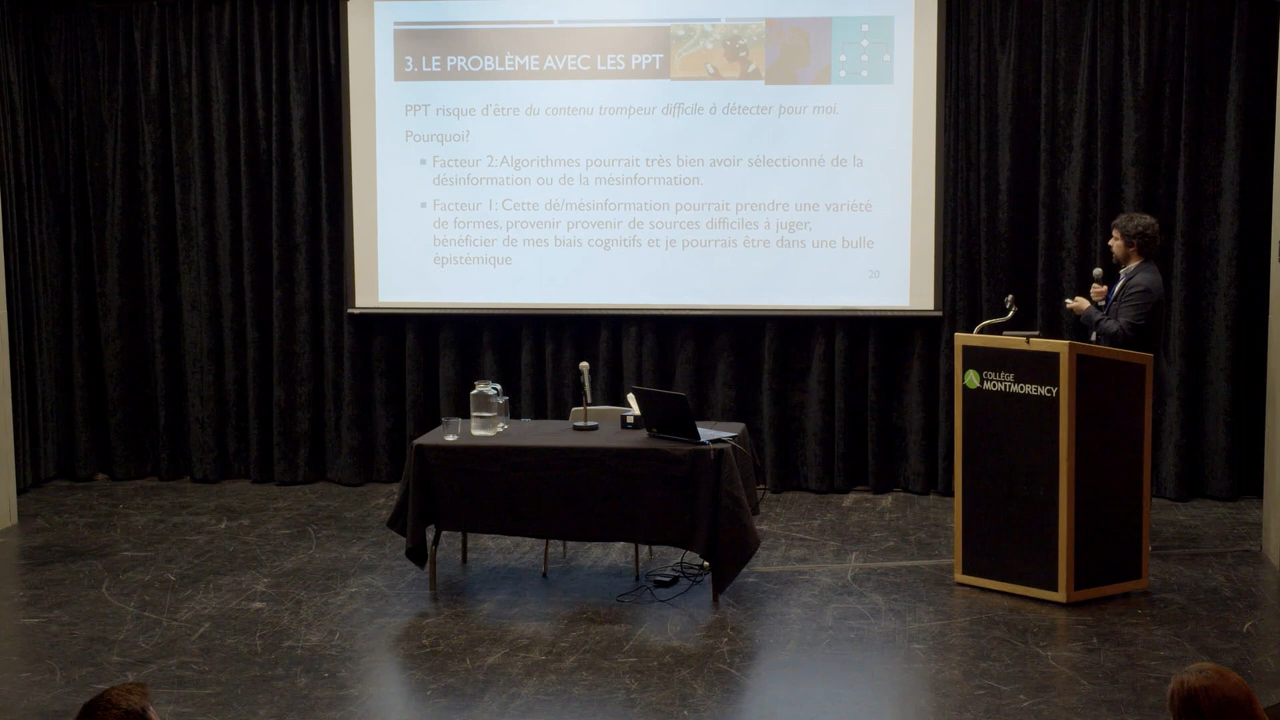 3. LE PROBLÈME AVEC LES PPT
PPT risque d'être du contenu trompeur difficile à détecter pour moi.
Pourquoi?
Facteur 2: Algorithmes pourrait très bien avoir sélectionné de la
désinformation ou de la mésinformation.
Facteur 1: Cette dé/mésinformation pourrait prendre une variété
de formes, provenir provenir de sources difficiles à juger,
bénéficier de mes biais cognitifs et je pourrais être dans une bulle
épistémique
20
COLLÈGE
MONTMORENCY